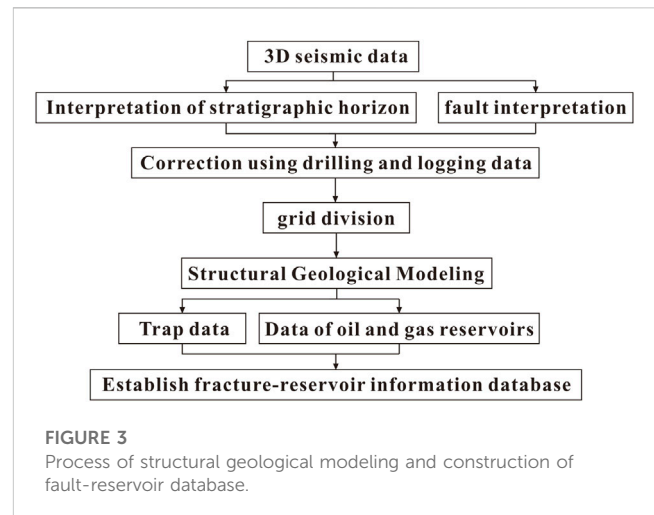 3D seismic data
Interpretation of stratigraphic horizon
fault interpretation
Correction using drilling and logging data
grid division
Structural Geological Modeling
Trap data
Data of oil and gas reservoirs
Establish fracture-reservoir information database
FIGURE 3
Process of structural geological modeling and construction of
fault-reservoir database.